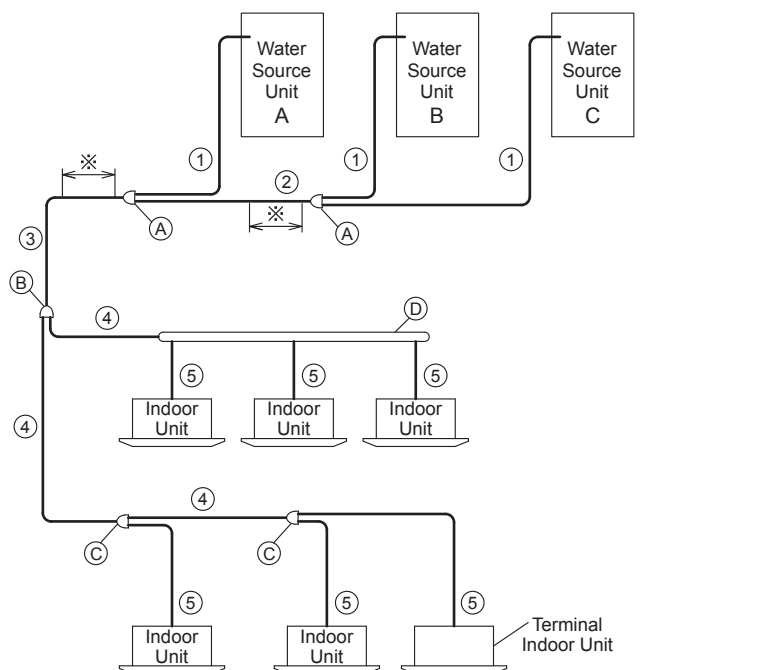 Water
Source
Unit
A
Water
Source
Unit
B
Water
Source
Unit
C
①
①
①
※
②
※
Ⓐ
Ⓐ
③
Ⓑ
④
Ⓓ
⑤
⑤
⑤
Indoor
Unit
Indoor
Unit
Indoor
Unit
④
④
Ⓒ
Ⓒ
⑤
⑤
⑤
Indoor
Unit
Indoor
Unit
Terminal
Indoor Unit